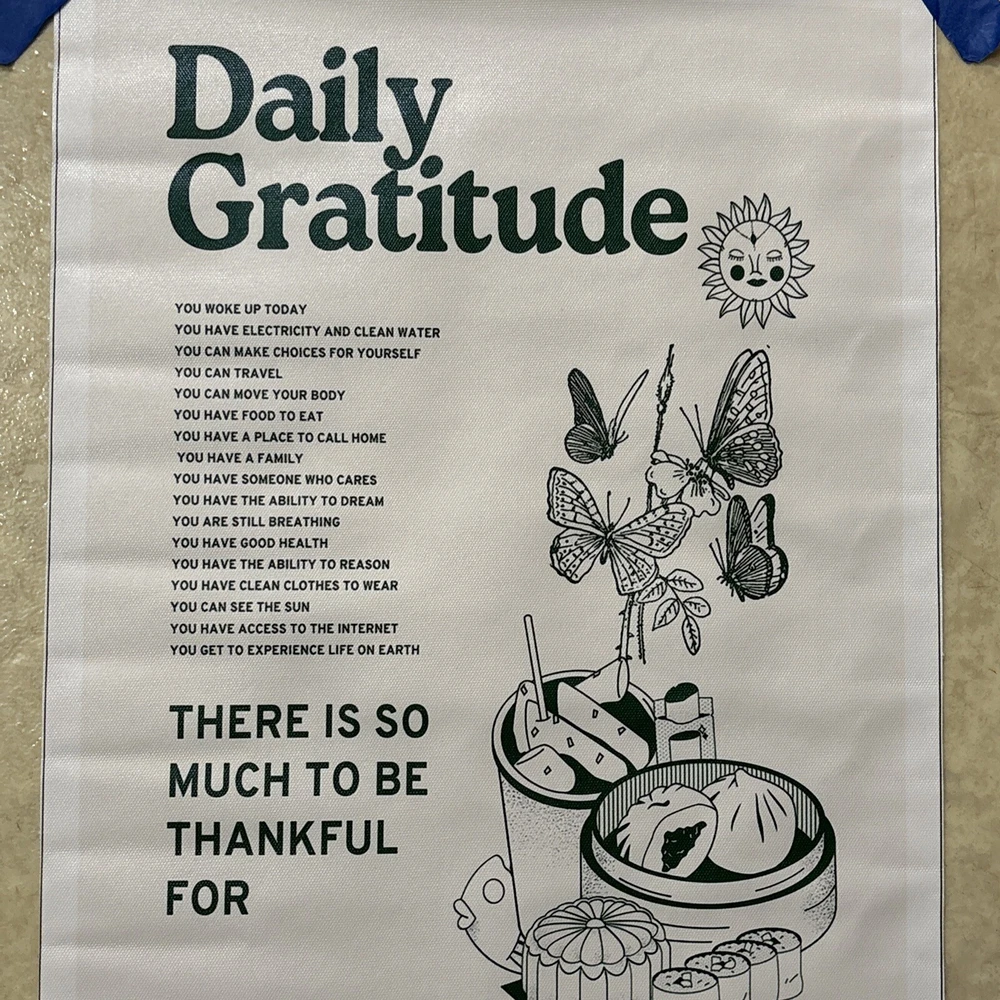 Daily
Gratitude
YOU WOKE UP TODAY
YOU HAVE ELECTRICITY AND CLEAN WATER
YOU CAN MAKE CHOICES FOR YOURSELF
YOU CAN TRAVEL
YOU CAN MOVE YOUR BODY
YOU HAVE FOOD TO EAT
YOU HAVE A PLACE TO CALL HOME
YOU HAVE A FAMILY
YOU HAVE SOMEONE WHO CARES
YOU HAVE THE ABILITY TO DREAM
YOU ARE STILL BREATHING
YOU HAVE GOOD HEALTH
YOU HAVE THE ABILITY TO REASON
YOU HAVE CLEAN CLOTHES TO WEAR
YOU CAN SEE THE SUN
YOU HAVE ACCESS TO THE INTERNET
YOU GET TO EXPERIENCE LIFE ON EARTH
THERE IS SO
MUCH TO BE
THANKFUL
FOR